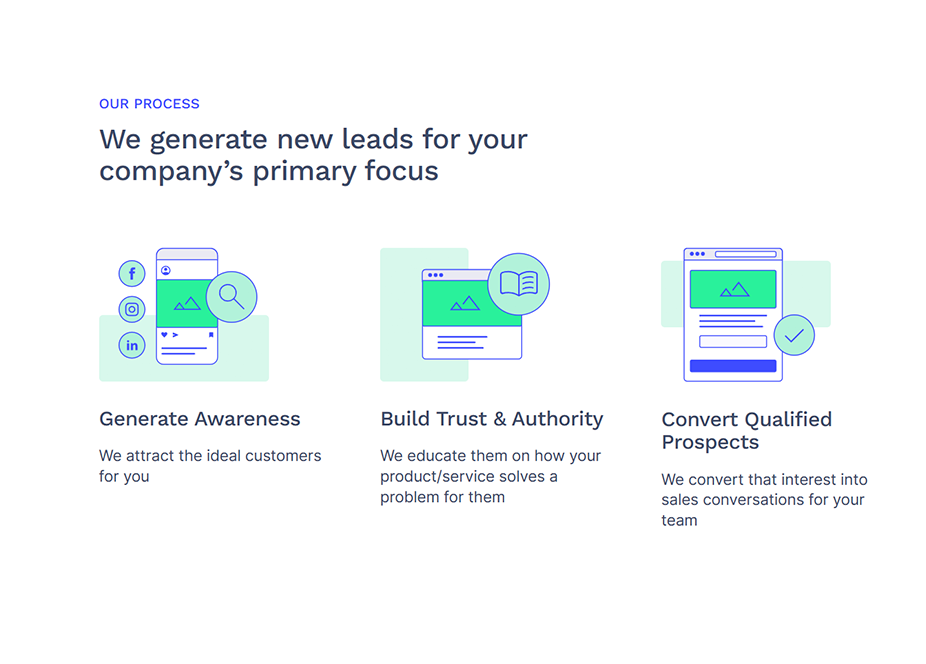 OUR PROCESS
We generate new leads for your
company’s primary focus
f
in
Generate Awareness
We attract the ideal customers
for you
Build Trust & Authority
We educate them on how your
product/service solves a
problem for them
Convert Qualified
Prospects
We convert that interest into
sales conversations for your
team